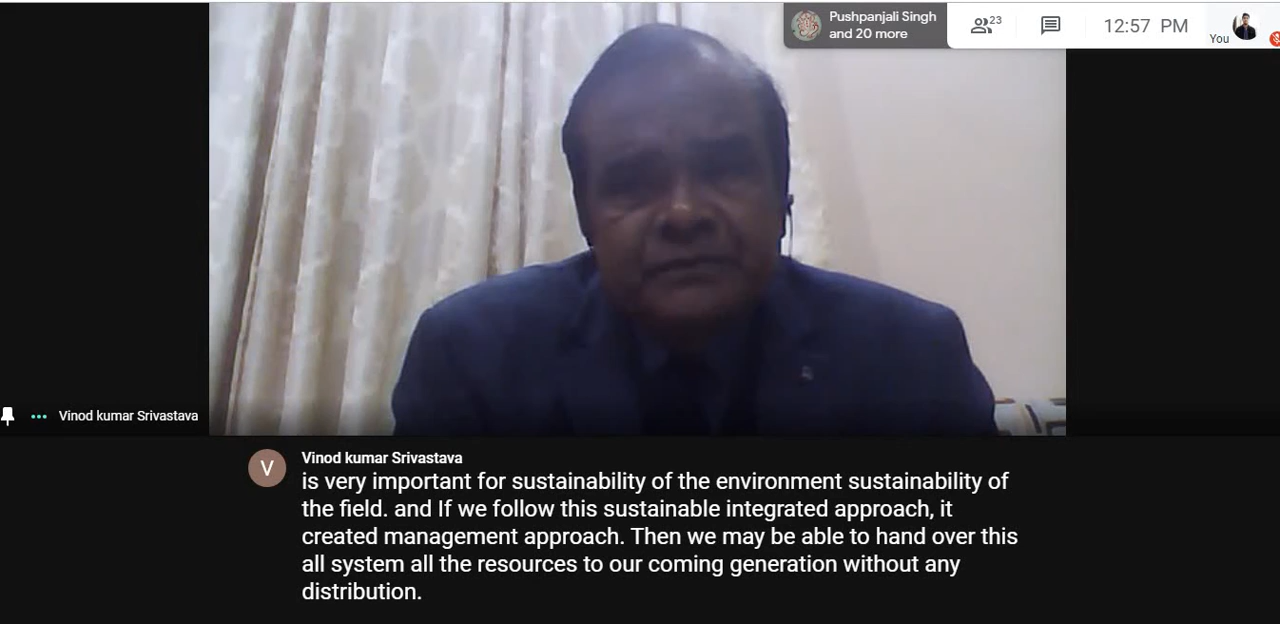 Pushpanjali Singh
and 20 more
23
12:57 PM
You
Vinod kumar Srivastava
V
Vinod kumar Srivastava
is very important for sustainability of the environment sustainability of
the field. and If we follow this sustainable integrated approach, it
created management approach. Then we may be able to hand over this
all system all the resources to our coming generation without any
distribution.